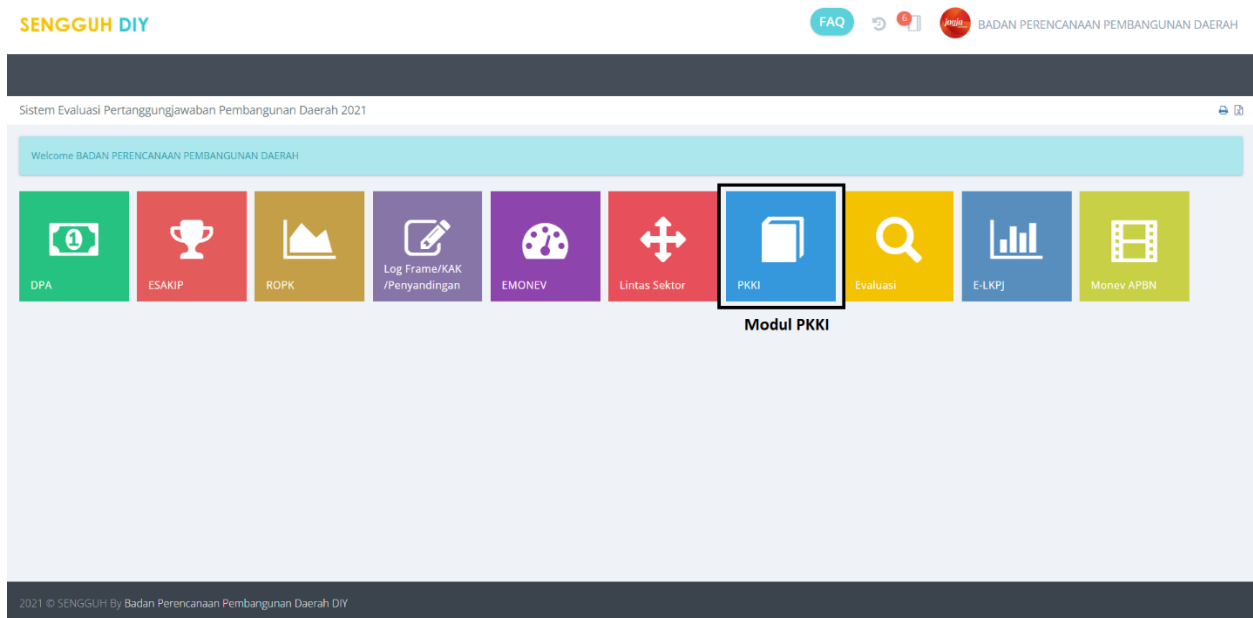 SENGGUH DIY
FAQ
6
jogja
BADAN PERENCANAAN PEMBANGUNAN DAERAH
Sistem Evaluasi Pertanggungjawaban Pembangunan Daerah 2021
Welcome BADAN PERENCANAAN PEMBANGUNAN DAERAH
1
DPA
ESAKIP
ROPK
Log Frame/KAK
/Penyandingan
EMONEV
Lintas Sektor
PKKI
Evaluasi
E-LKPJ
Monev APBN
Modul PKKI
2021 © SENGGUH By Badan Perencanaan Pembangunan Daerah DIY